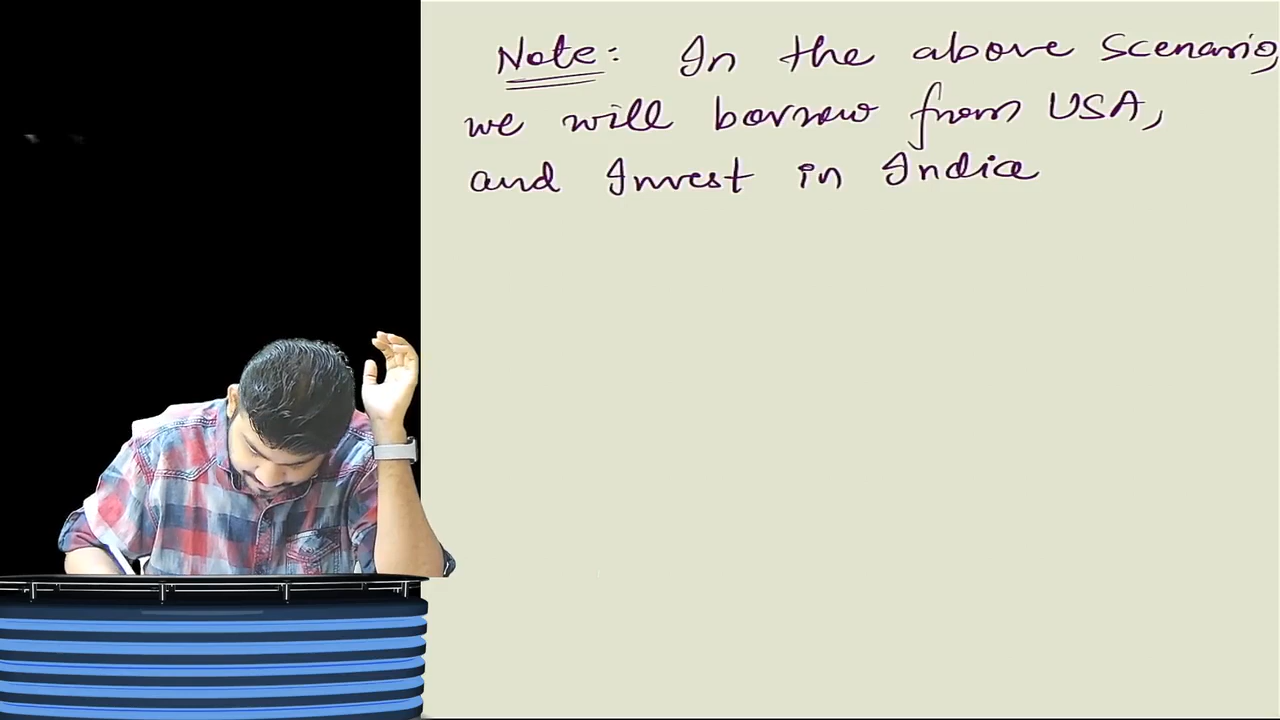 Note: In the above Scenario,
we will borrow from USA,
and Invest in India